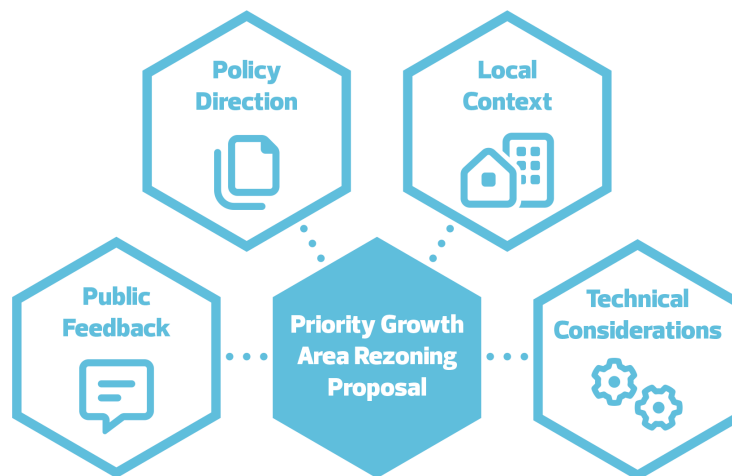 Policy
Direction
Local
Context
Public
Feedback
Priority Growth
Area Rezoning
Proposal
Technical
Considerations